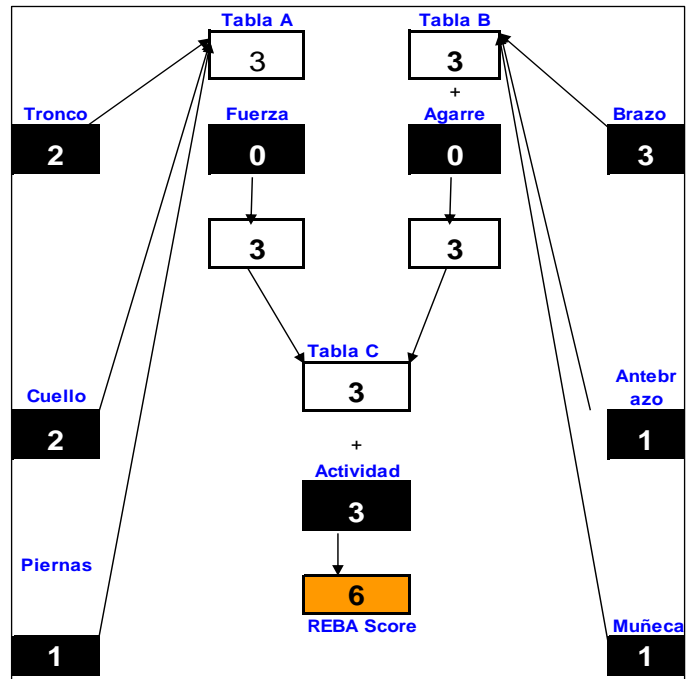 Tabla A Tabla B
3 3
+
Tronco Fuerza Agarre Brazo
2 0 0 3
3 3
Tabla C
3
Cuello Antebr
azo
2 1
+
Actividad
3
Piernas
6
REBA Score Muñeca
1 1